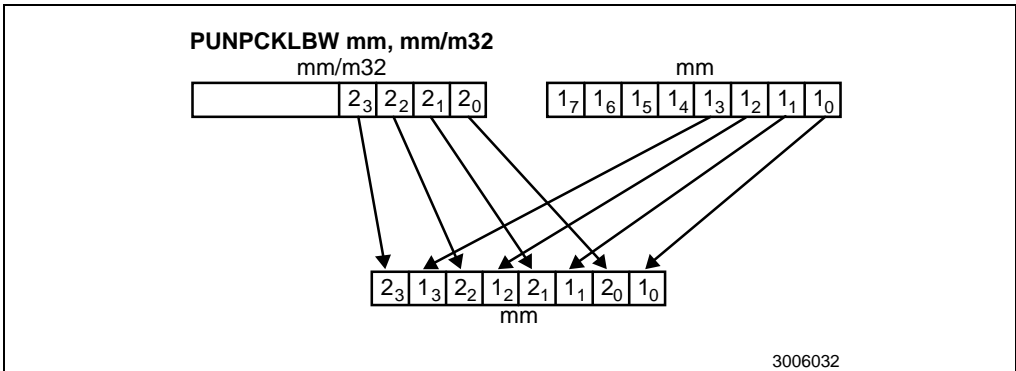 PUNPCKLBW mm, mm/m32
mm/m32 mm
2₃ 2₂ 2₁ 2₀ 1₇ 1₆ 1₅ 1₄ 1₃ 1₂ 1₁ 1₀
2₃ 1₃ 2₂ 1₂ 2₁ 1₁ 2₀ 1₀
mm
3006032